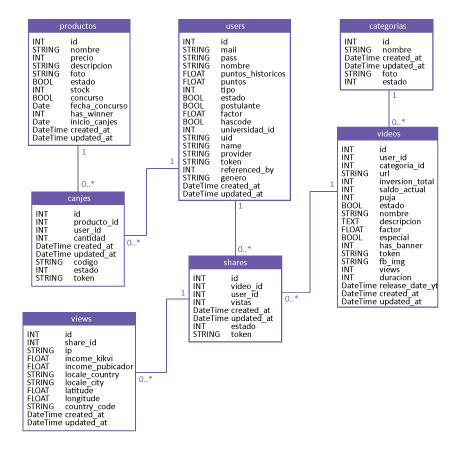 productos
INT id
STRING nombre
INT precio
STRING descripcion
STRING foto
BOOL estado
INT stock
BOOL concurso
Date fecha_concurso
INT has_winner
Date inicio_canjes
DateTime created_at
DateTime updated_at
1
0..*
canjes
INT id
INT producto_id
INT user_id
INT cantidad
DateTime created_at
DateTime updated_at
STRING codigo
INT estado
STRING token
0..*
1
users
INT id
STRING mail
STRING pass
STRING nombre
FLOAT puntos_historicos
FLOAT puntos
INT tipo
BOOL estado
BOOL postulante
FLOAT factor
BOOL hascode
INT universidad_id
STRING uid
STRING name
STRING provider
STRING token
INT referenced_by
STRING genero
DateTime created_at
DateTime updated_at
1
0..*
categorias
INT id
STRING nombre
DateTime created_at
DateTime updated_at
STRING foto
INT estado
1
0..*
videos
INT id
INT user_id
INT categoria_id
STRING url
INT inversion_total
INT saldo_actual
INT puja
BOOL estado
STRING nombre
TEXT descripcion
FLOAT factor
BOOL especial
INT has_banner
STRING token
STRING fb_img
INT views
INT duracion
DateTime release_date_yt
DateTime created_at
DateTime updated_at
1
0..*
shares
INT id
INT video_id
INT user_id
INT vistas
DateTime created_at
DateTime updated_at
INT estado
STRING token
1
0..*
views
INT id
INT share_id
STRING ip
FLOAT income_kikvi
FLOAT income_pubicador
STRING locale_country
STRING locale_city
FLOAT latitude
FLOAT longitude
STRING country_code
DateTime created_at
DateTime updated_at